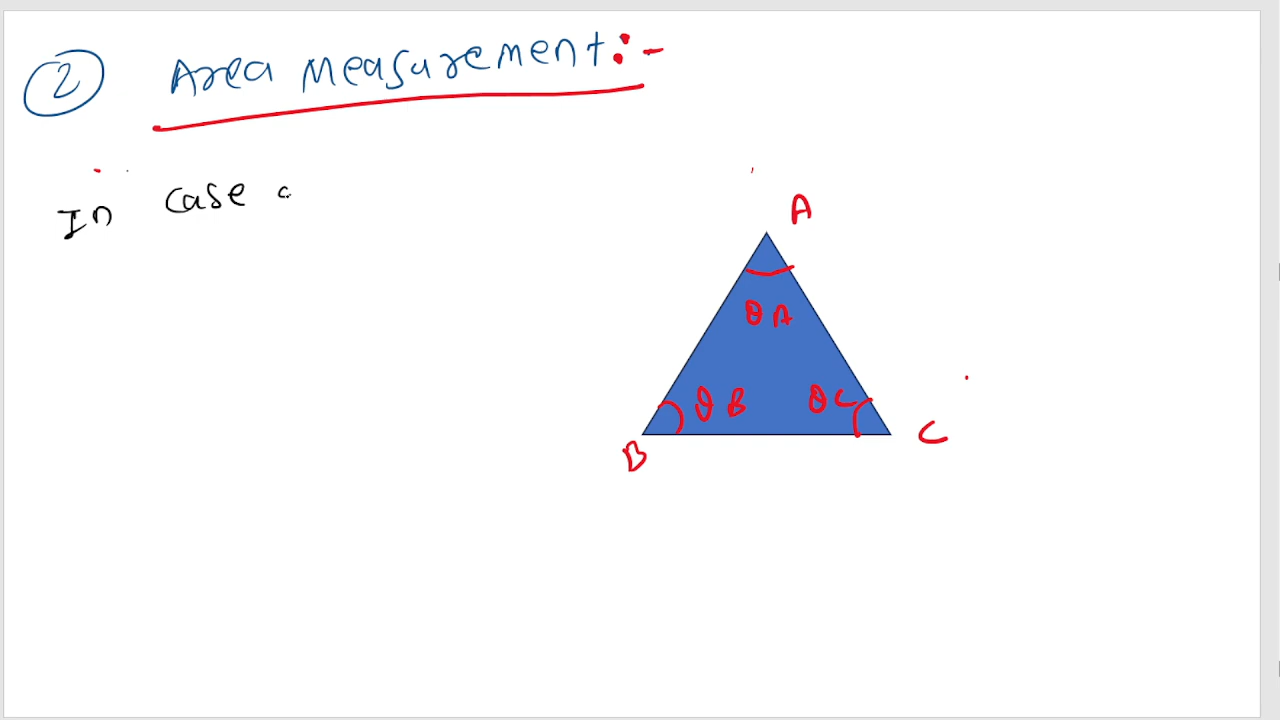 2 Area Measurement:-
In case
A
θA
θB θC
B C